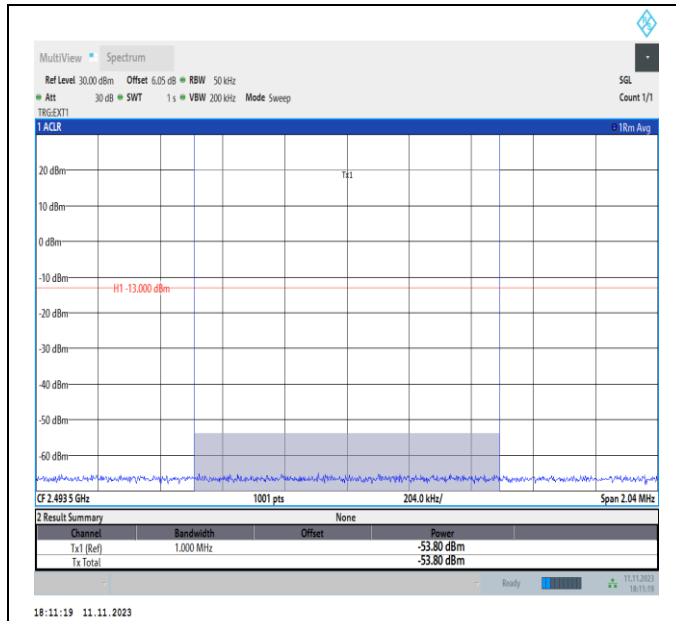 MultiView Spectrum
Ref Level 30.00 dBm Offset 6.05 dB RBW 50 kHz SGL
Att 30 dB SWT 1 s VBW 200 kHz Mode Sweep Count 1/1
TRG:EXT1
1 ACLR 1Rm Avg
20 dBm
Tx1
10 dBm
0 dBm
-10 dBm
H1 -13.000 dBm
-20 dBm
-30 dBm
-40 dBm
-50 dBm
-60 dBm
CF 2.493 5 GHz 1001 pts 204.0 kHz/ Span 2.04 MHz
2 Result Summary None
Channel Bandwidth Offset Power
Tx1 (Ref) 1.000 MHz -53.80 dBm
Tx Total -53.80 dBm
Ready 11.11.2023
18:11:19
18:11:19 11.11.2023